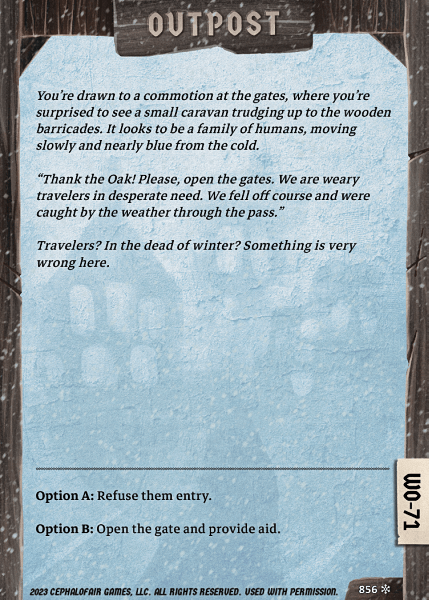 OUTPOST
You're drawn to a commotion at the gates, where you're
surprised to see a small caravan trudging up to the wooden
barricades. It looks to be a family of humans, moving
slowly and nearly blue from the cold.
“Thank the Oak! Please, open the gates. We are weary
travelers in desperate need. We fell off course and were
caught by the weather through the pass.”
Travelers? In the dead of winter? Something is very
wrong here.
Option A: Refuse them entry.
Option B: Open the gate and provide aid.
WO-71
2023 CEPHALOFAIR GAMES, LLC. ALL RIGHTS RESERVED. USED WITH PERMISSION.
856